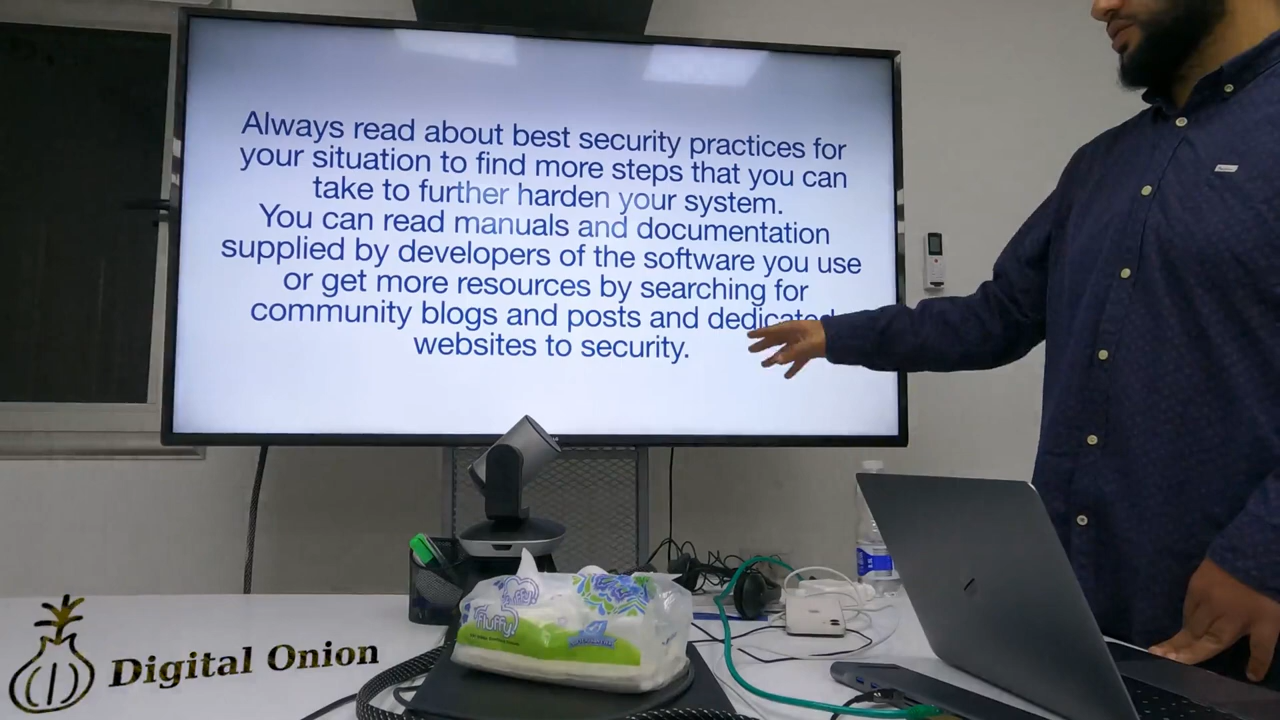 Always read about best security practices for
your situation to find more steps that you can
take to further harden your system.
You can read manuals and documentation
supplied by developers of the software you use
or get more resources by searching for
community blogs and posts and dedicated
websites to security.
Fluffy!
Fluffy!
Digital Onion